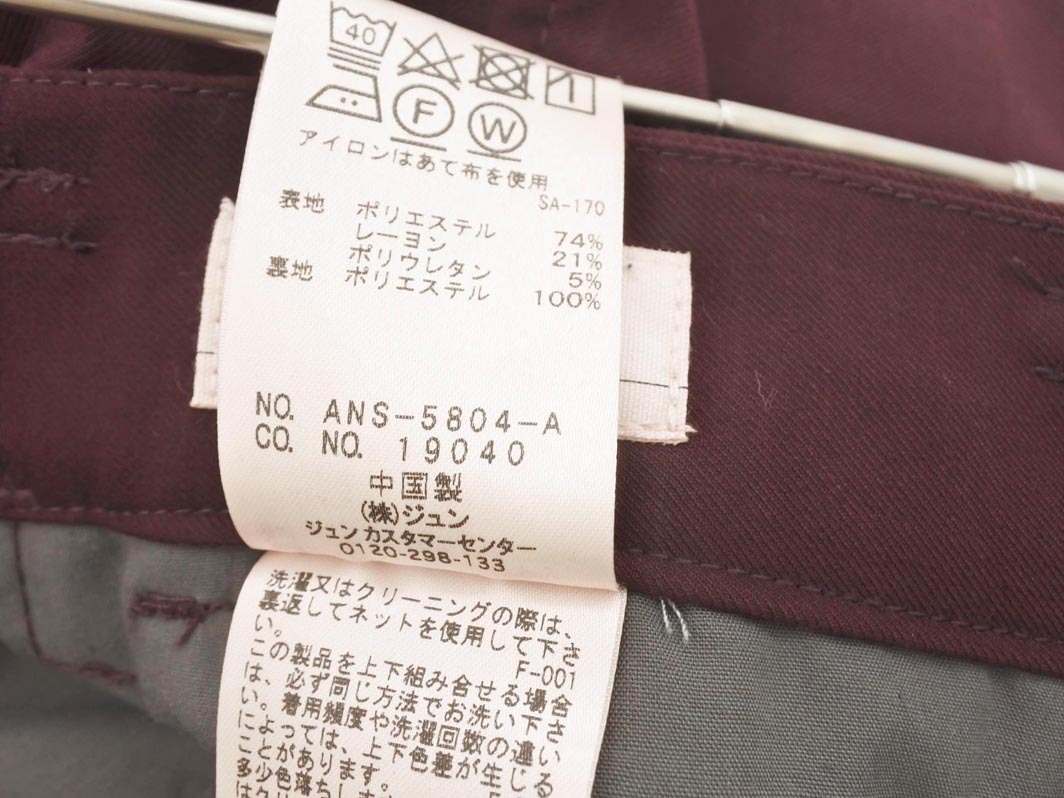 40
F W
アイロンはあて布を使用
SA-170
表地 ポリエステル 74%
レーヨン 21%
ポリウレタン 5%
裏地 ポリエステル 100%
NO. ANS-5804-A
CO. NO. 19040
中国製
(株)ジュン
ジュンカスタマーセンター
0120-298-133
洗濯又はクリーニングの際は、
裏返してネットを使用して下さ
い。
F-001
この製品を上下組み合せる場合
は、必ず同じ方法でお洗い下さ
い。着用頻度や洗濯回数の違い
によっては、上下色差が生じる
ことがあります。
多少色落ちしま